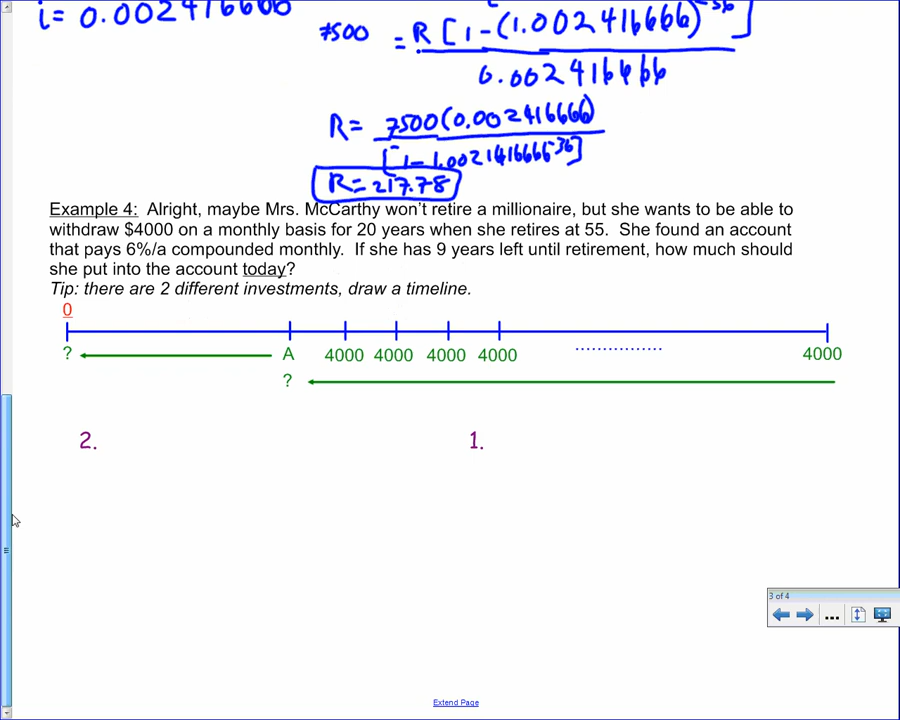 i = 0.002416666
7500 = R [1 - (1.002416666)^-36]
0.002416666
R = 7500(0.002416666)
[1 - 1.002416666^-36]
R = 217.78
Example 4: Alright, maybe Mrs. McCarthy won't retire a millionaire, but she wants to be able to
withdraw $4000 on a monthly basis for 20 years when she retires at 55. She found an account
that pays 6%/a compounded monthly. If she has 9 years left until retirement, how much should
she put into the account today?
Tip: there are 2 different investments, draw a timeline.
0
? A 4000 4000 4000 4000 ................ 4000
?
2. 1.
3 of 4
...
Extend Page